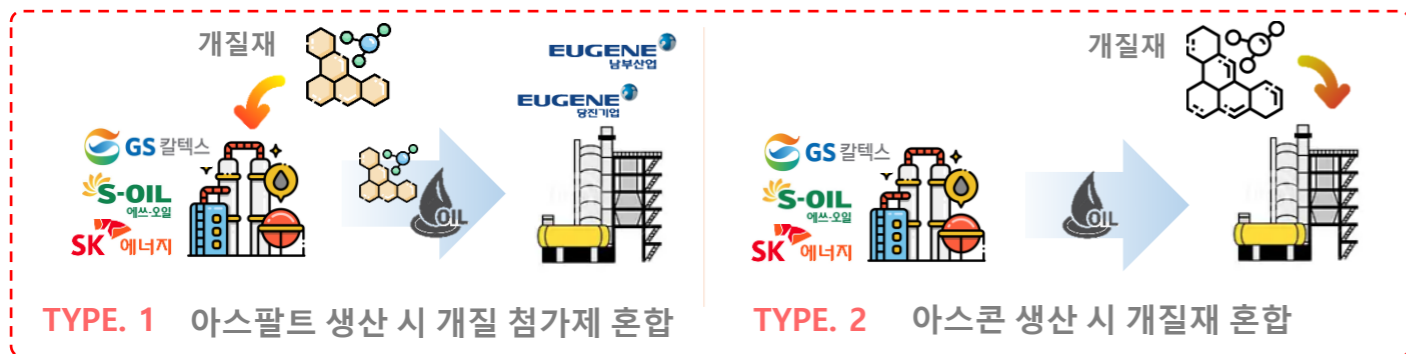 개질재
EUGENE
남부산업
EUGENE
당진기업
GS 칼텍스
S-OIL
에쓰-오일
SK 에너지
OIL
TYPE. 1 아스팔트 생산 시 개질 첨가제 혼합
개질재
GS 칼텍스
S-OIL
에쓰-오일
SK 에너지
OIL
TYPE. 2 아스콘 생산 시 개질재 혼합